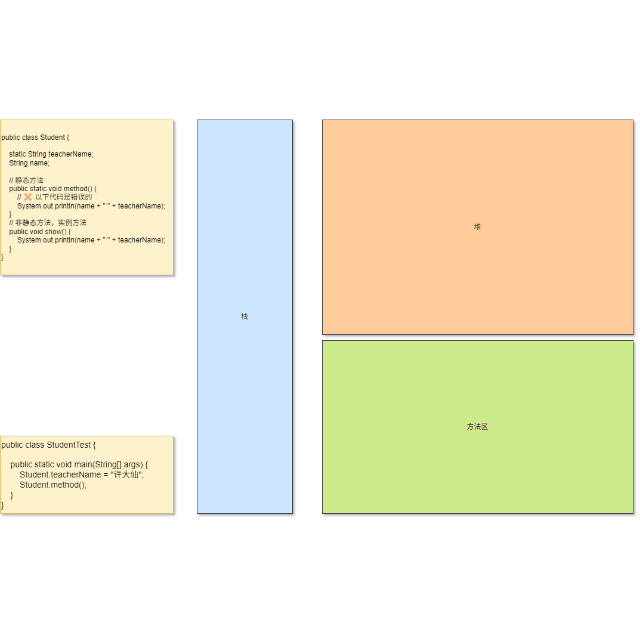 public class Student {
static String teacherName;
String name;
// 静态方法
public static void method() {
// ❌ 以下代码是错误的
System.out.println(name + " " + teacherName);
}
// 非静态方法，实例方法
public void show() {
System.out.println(name + " " + teacherName);
}
}
public class StudentTest {
public static void main(String[] args) {
Student.teacherName = "许大仙";
Student.method();
}
}
栈
堆
方法区